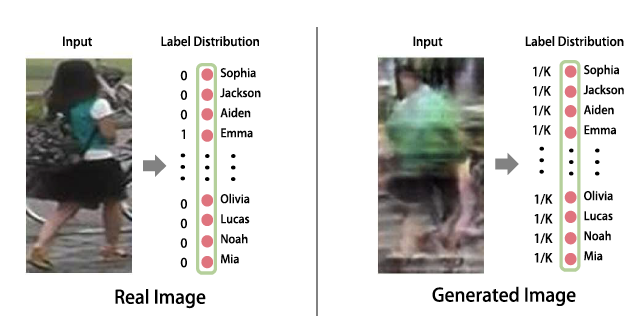 Input Label Distribution
0 Sophia
0 Jackson
0 Aiden
1 Emma
0 Olivia
0 Lucas
0 Noah
0 Mia
Real Image
Input Label Distribution
1/K Sophia
1/K Jackson
1/K Aiden
1/K Emma
1/K Olivia
1/K Lucas
1/K Noah
1/K Mia
Generated Image